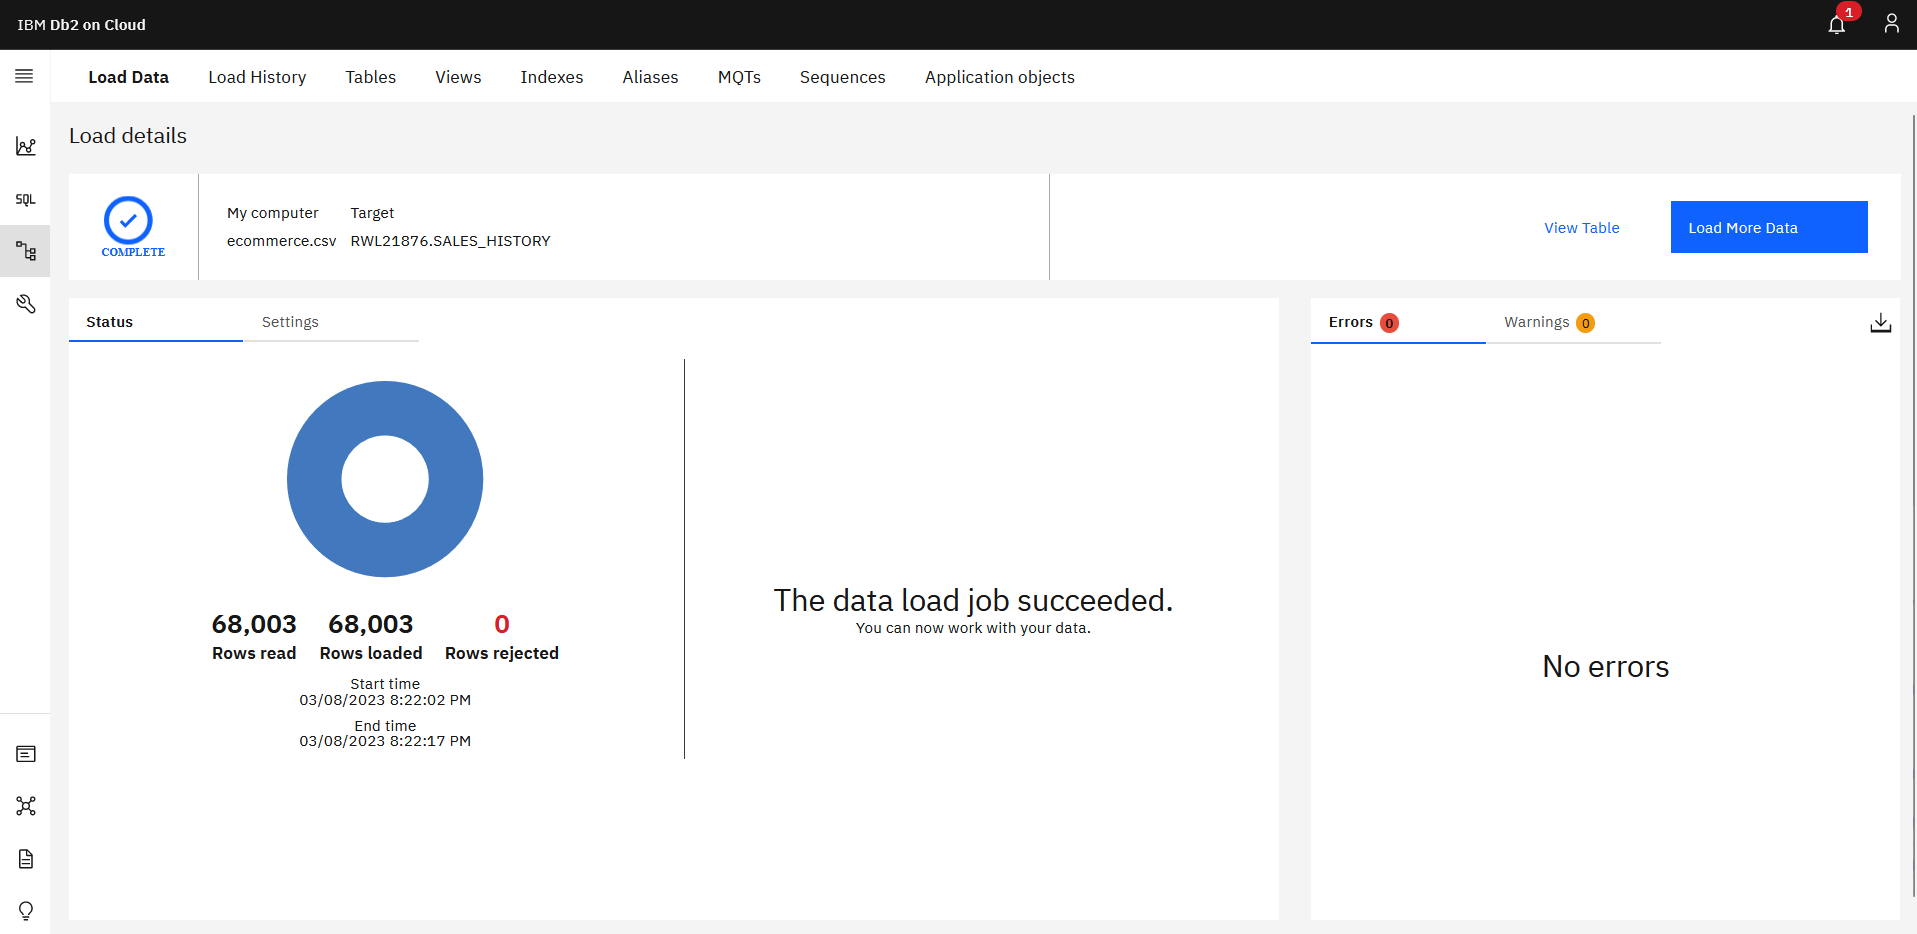 IBM Db2 on Cloud
1
Load Data Load History Tables Views Indexes Aliases MQTs Sequences Application objects
SQL
Load details
COMPLETE
My computer Target
ecommerce.csv RWL21876.SALES_HISTORY
View Table
Load More Data
Status Settings
68,003 68,003 0
Rows read Rows loaded Rows rejected
Start time
03/08/2023 8:22:02 PM
End time
03/08/2023 8:22:17 PM
The data load job succeeded.
You can now work with your data.
Errors 0 Warnings 0
No errors